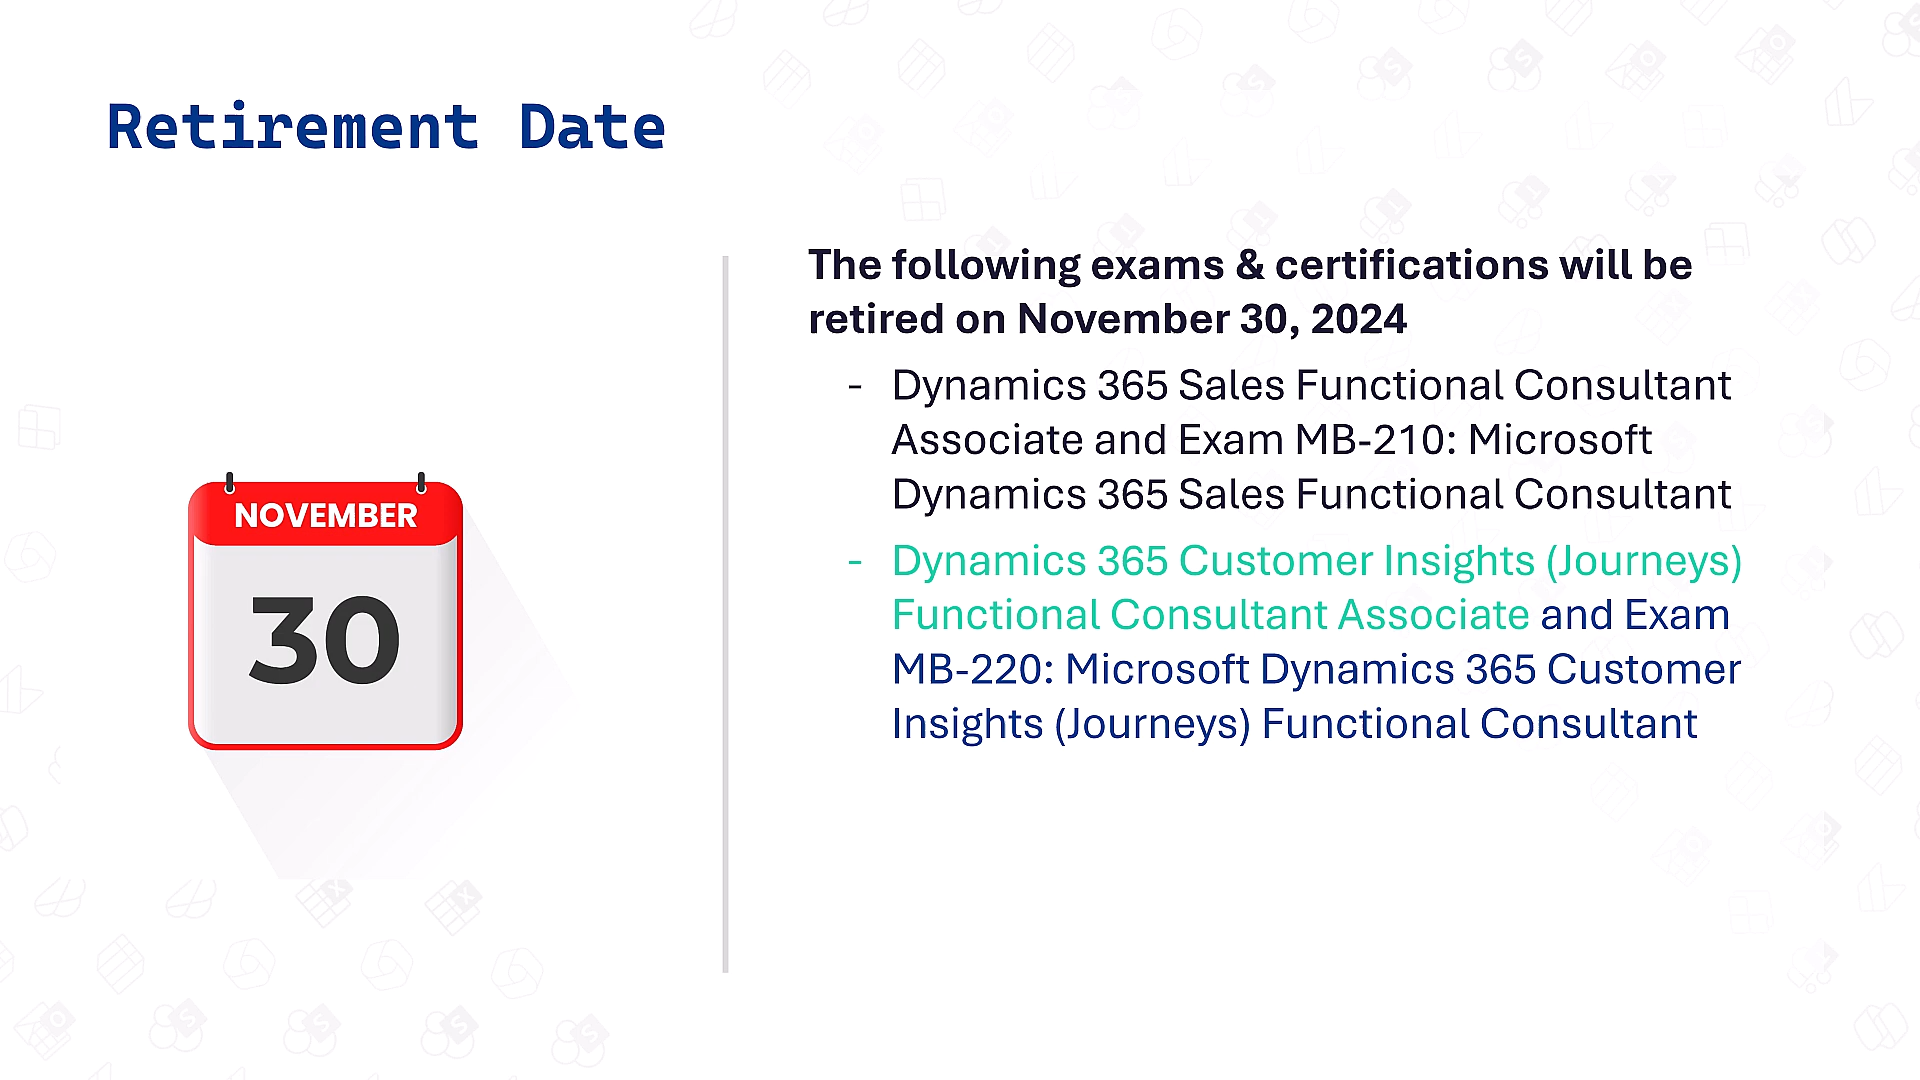 Retirement Date
The following exams & certifications will be
retired on November 30, 2024
- Dynamics 365 Sales Functional Consultant
Associate and Exam MB-210: Microsoft
Dynamics 365 Sales Functional Consultant
- Dynamics 365 Customer Insights (Journeys)
Functional Consultant Associate and Exam
MB-220: Microsoft Dynamics 365 Customer
Insights (Journeys) Functional Consultant
NOVEMBER
30